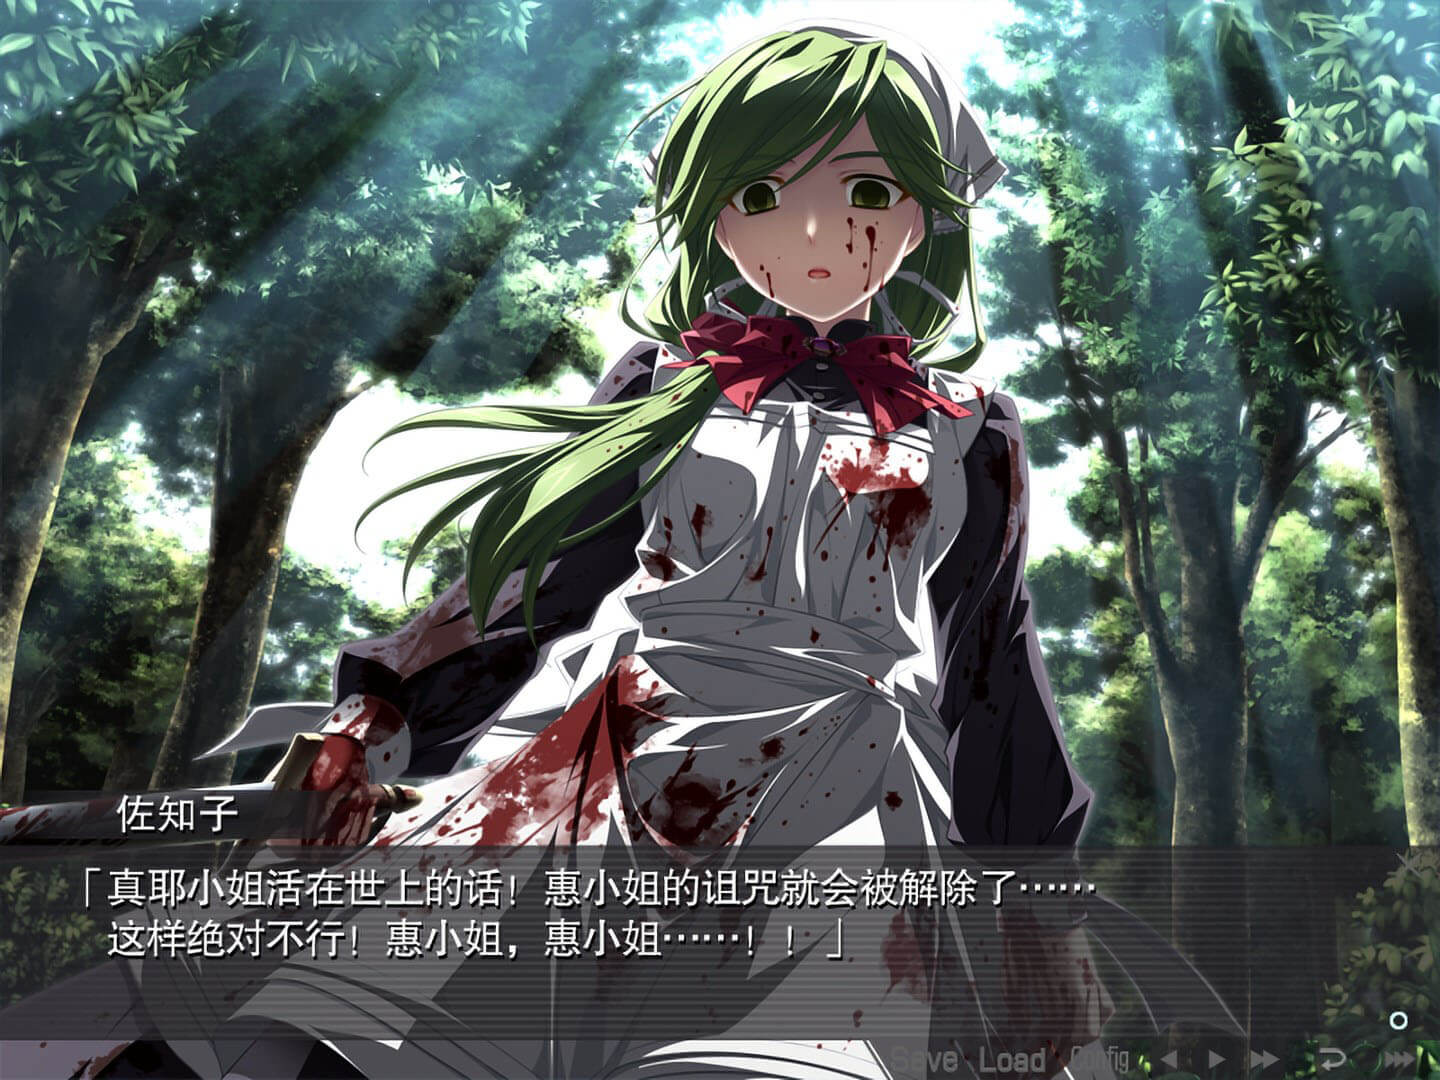 佐知子
「真耶小姐活在世上的话！惠小姐的诅咒就会被解除了……
这样绝对不行！惠小姐，惠小姐……！！」
Save Load Config